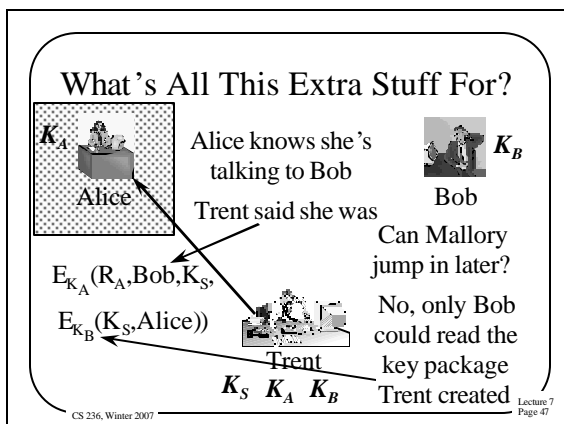 What's All This Extra Stuff For?
K_A
Alice
Alice knows she's
talking to Bob
Trent said she was
K_B
Bob
Can Mallory
jump in later?
E_{K_A}(R_A,Bob,K_S,
E_{K_B}(K_S,Alice))
No, only Bob
could read the
key package
Trent created
Trent
K_S K_A K_B
CS 236, Winter 2007
Lecture 7
Page 47